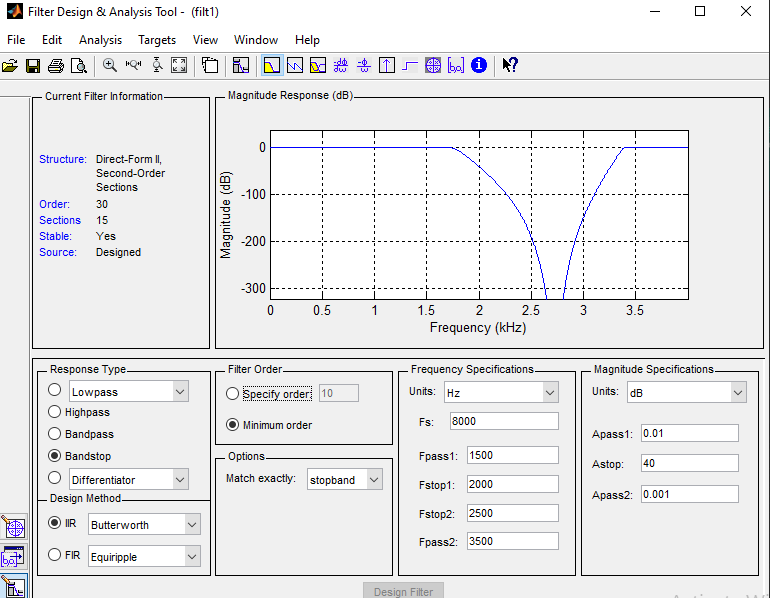 Filter Design & Analysis Tool - (filt1)
File Edit Analysis Targets View Window Help
Current Filter Information
Structure: Direct-Form II,
Second-Order
Sections
Order: 30
Sections 15
Stable: Yes
Source: Designed
Magnitude Response (dB)
Magnitude (dB)
0
-100
-200
-300
0 0.5 1 1.5 2 2.5 3 3.5
Frequency (kHz)
Response Type
Lowpass
Highpass
Bandpass
Bandstop
Differentiator
Design Method
IIR Butterworth
FIR Equiripple
Filter Order
Specify order: 10
Minimum order
Options
Match exactly: stopband
Frequency Specifications
Units: Hz
Fs: 8000
Fpass1: 1500
Fstop1: 2000
Fstop2: 2500
Fpass2: 3500
Magnitude Specifications
Units: dB
Apass1: 0.01
Astop: 40
Apass2: 0.001
Design Filter